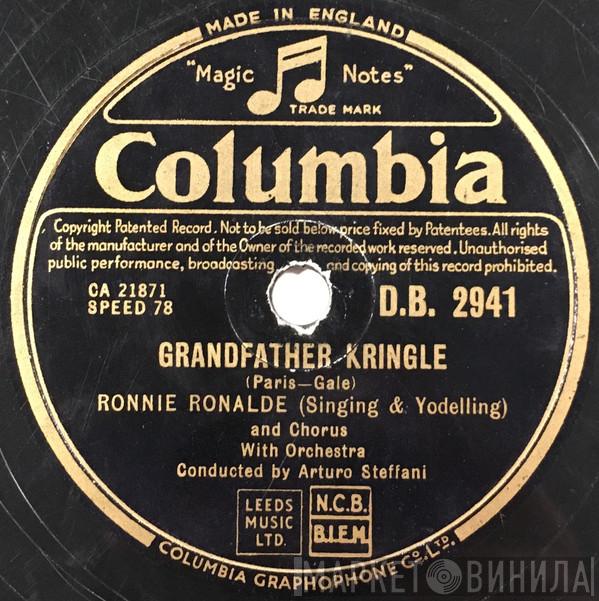 MADE IN ENGLAND
"Magic Notes"
TRADE MARK
Columbia
Copyright Patented Record. Not to be sold below price fixed by Patentees. All rights
of the manufacturer and of the Owner of the recorded work reserved. Unauthorised
public performance, broadcasting and copying of this record prohibited.
CA 21871
SPEED 78
D.B. 2941
GRANDFATHER KRINGLE
(Paris—Gale)
RONNIE RONALDE (Singing & Yodelling)
and Chorus
With Orchestra
Conducted by Arturo Steffani
LEEDS
MUSIC
LTD.
N.C.B.
B.I.E.M.
COLUMBIA GRAPHOPHONE CO. LTD.
МАРКЕТ ВИНИЛА